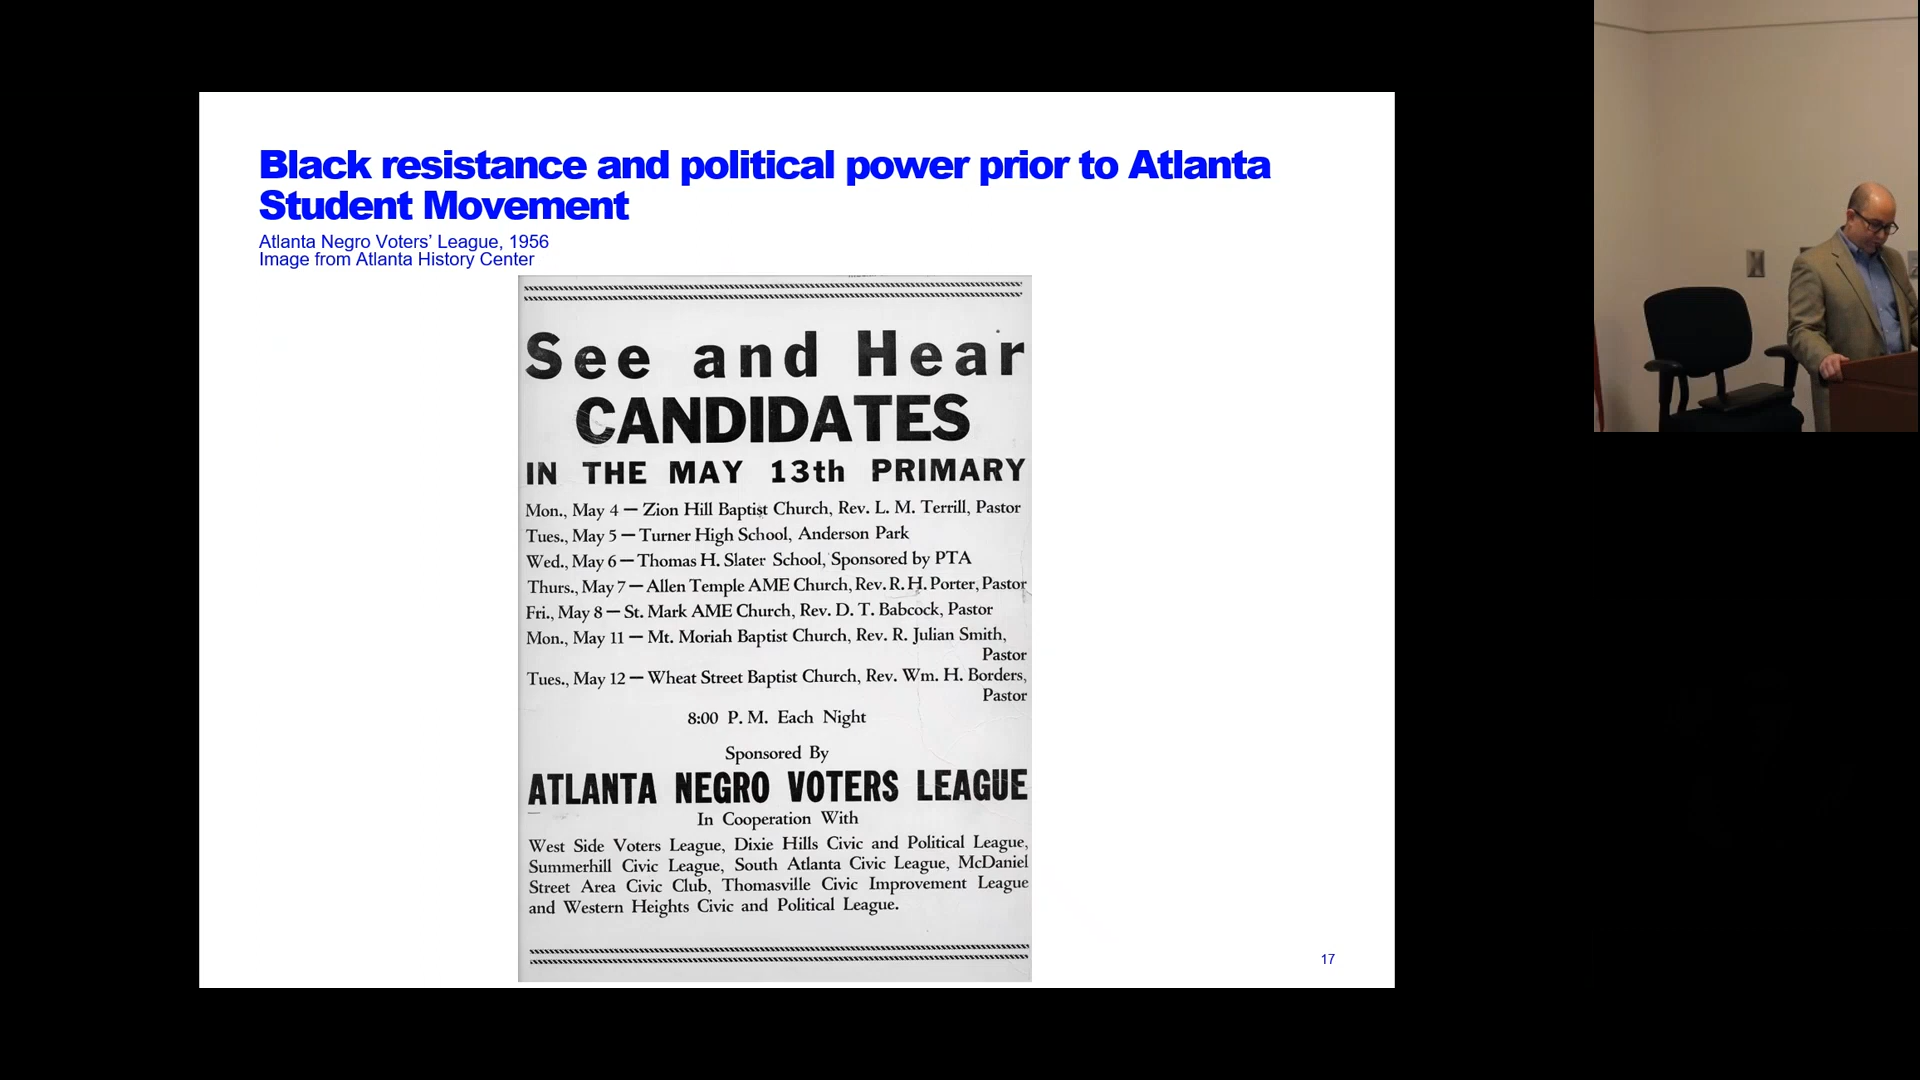 Black resistance and political power prior to Atlanta
Student Movement
Atlanta Negro Voters’ League, 1956
Image from Atlanta History Center
See and Hear
CANDIDATES
IN THE MAY 13th PRIMARY
Mon., May 4 — Zion Hill Baptist Church, Rev. L. M. Terrill, Pastor
Tues., May 5 — Turner High School, Anderson Park
Wed., May 6 — Thomas H. Slater School, Sponsored by PTA
Thurs., May 7 — Allen Temple AME Church, Rev. R. H. Porter, Pastor
Fri., May 8 — St. Mark AME Church, Rev. D. T. Babcock, Pastor
Mon., May 11 — Mt. Moriah Baptist Church, Rev. R. Julian Smith,
Pastor
Tues., May 12 — Wheat Street Baptist Church, Rev. Wm. H. Borders,
Pastor
8:00 P. M. Each Night
Sponsored By
ATLANTA NEGRO VOTERS LEAGUE
In Cooperation With
West Side Voters League, Dixie Hills Civic and Political League,
Summerhill Civic League, South Atlanta Civic League, McDaniel
Street Area Civic Club, Thomasville Civic Improvement League
and Western Heights Civic and Political League.
17